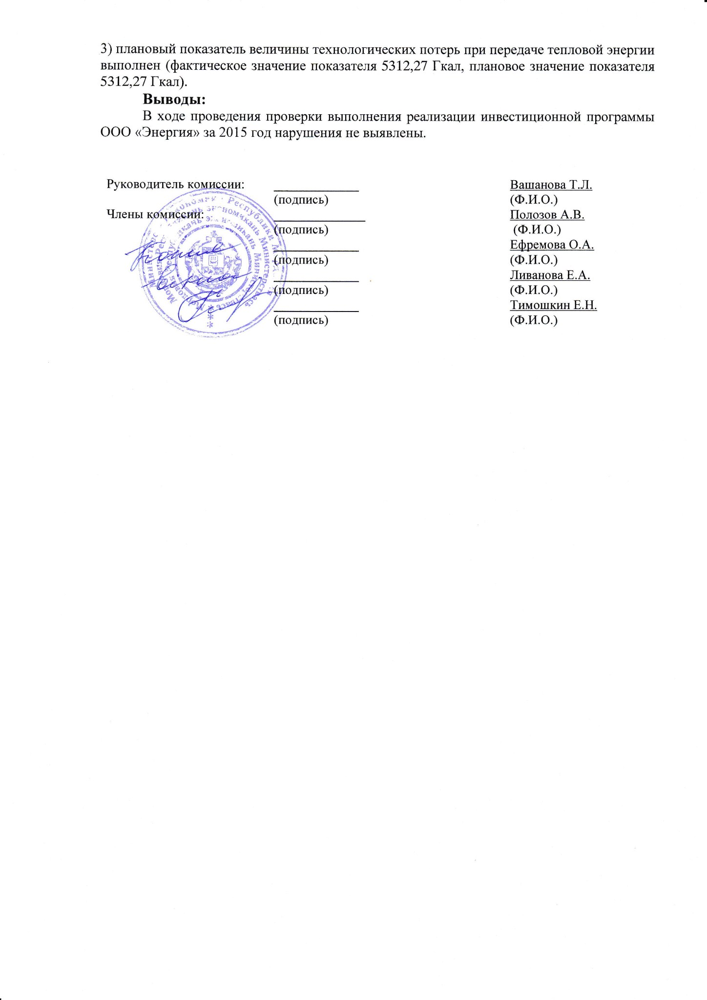 3) плановый показатель величины технологических потерь при передаче тепловой энергии
выполнен (фактическое значение показателя 5312,27 Гкал, плановое значение показателя
5312,27 Гкал).
Выводы:
В ходе проведения проверки выполнения реализации инвестиционной программы
ООО «Энергия» за 2015 год нарушения не выявлены.
Руководитель комиссии: Вашанова Т.Л.
(подпись) (Ф.И.О.)
Члены комиссии: Полозов А.В.
(подпись) (Ф.И.О.)
Ефремова О.А.
(подпись) (Ф.И.О.)
Ливанова Е.А.
(подпись) (Ф.И.О.)
Тимошкин Е.Н.
(подпись) (Ф.И.О.)
Республики
Министерствась